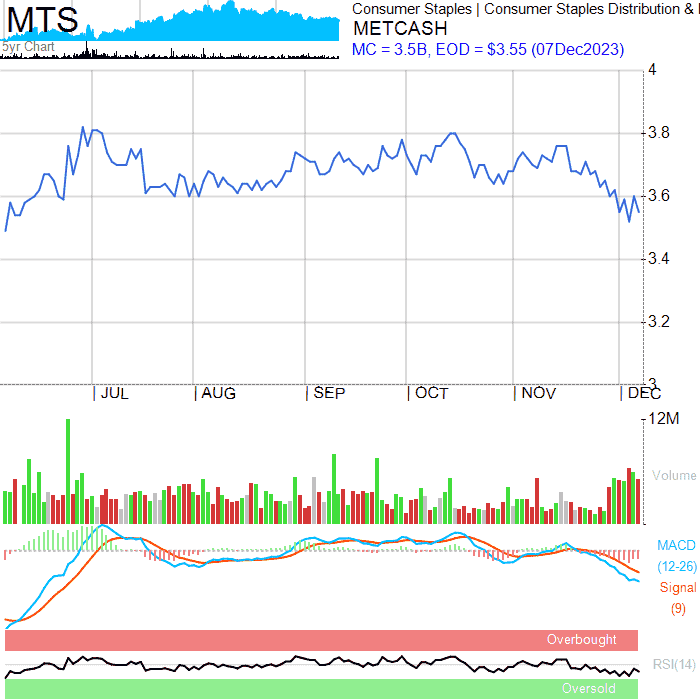 MTS
5yr Chart
Consumer Staples | Consumer Staples Distribution &
METCASH
MC = 3.5B, EOD = $3.55 (07Dec2023)
4
3.8
3.6
3.4
3.2
3
JUL AUG SEP OCT NOV DEC
12M
Volume
MACD
(12-26)
Signal
(9)
Overbought
RSI(14)
Oversold